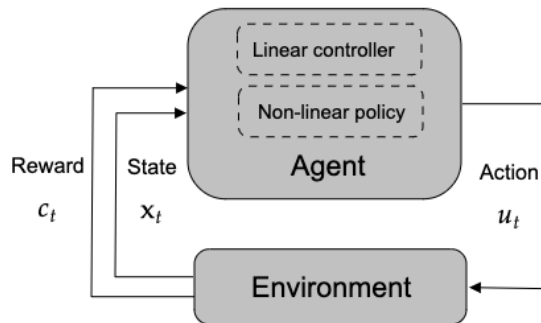 Linear controller
Non-linear policy
Agent
Reward
c_t
State
x_t
Action
u_t
Environment